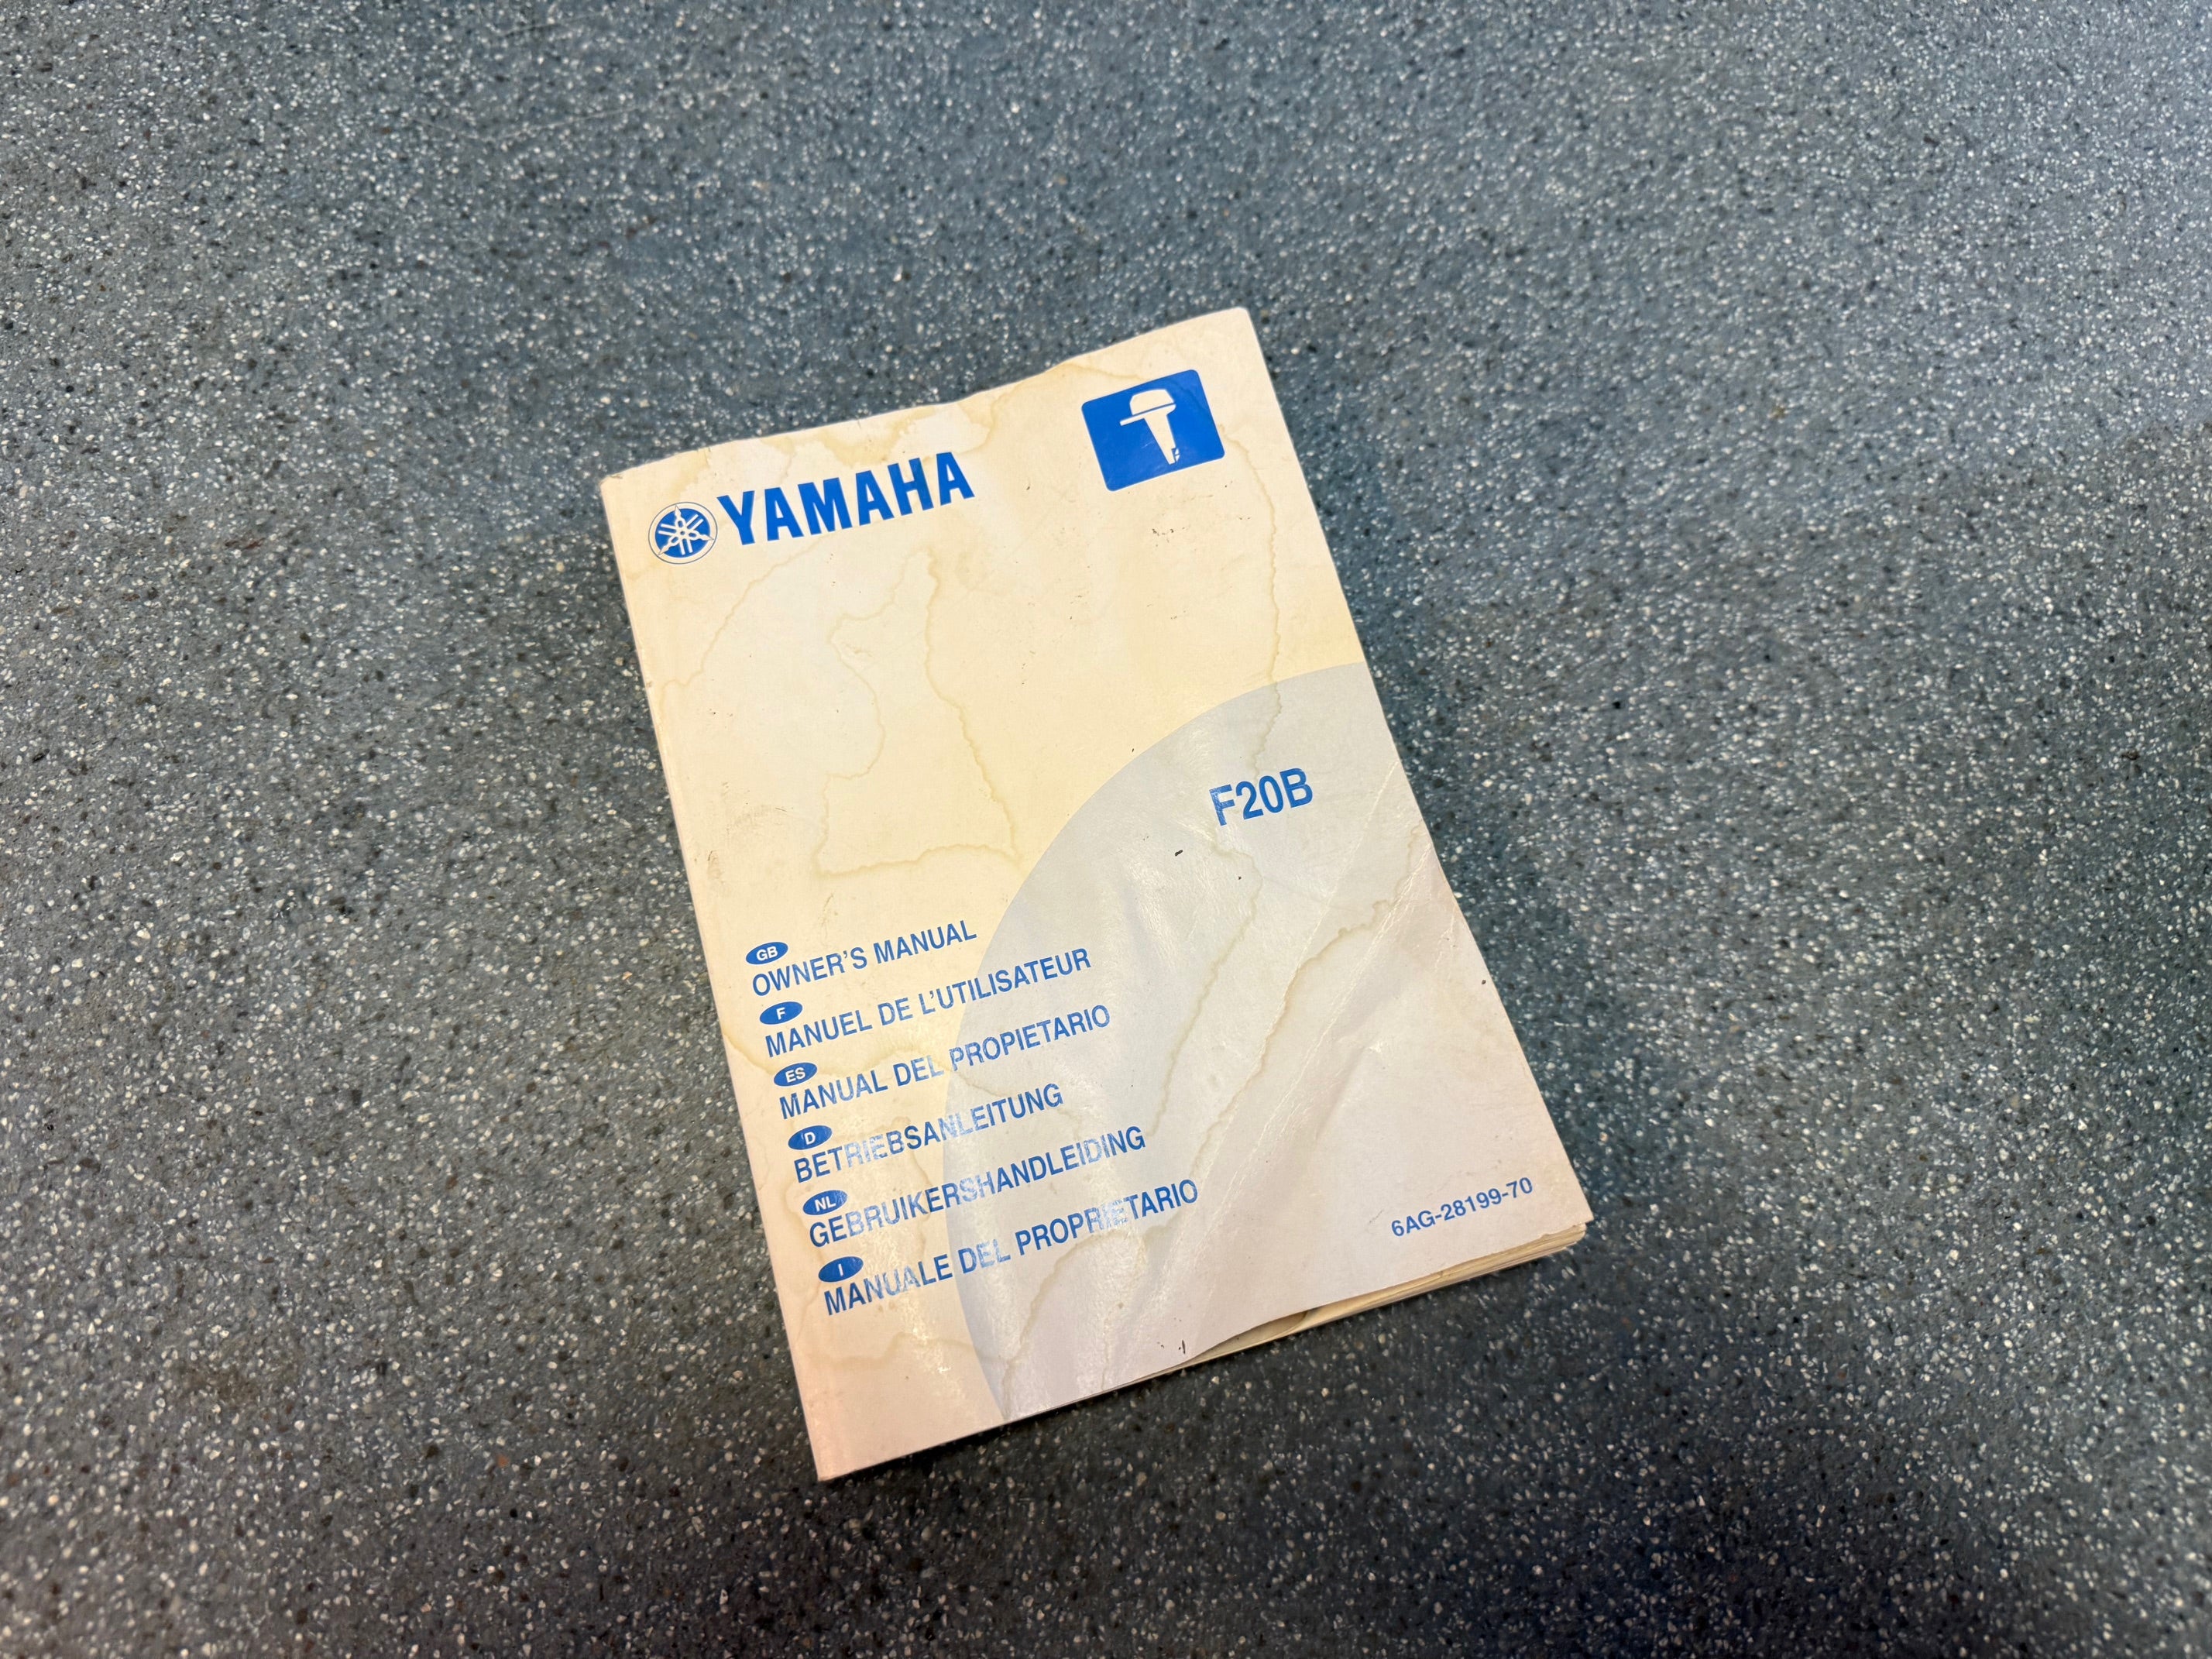 YAMAHA
F20B
GB
OWNER'S MANUAL
F
MANUEL DE L'UTILISATEUR
ES
MANUAL DEL PROPIETARIO
D
BETRIEBSANLEITUNG
NL
GEBRUIKERSHANDLEIDING
I
MANUALE DEL PROPRIETARIO
6AG-28199-70